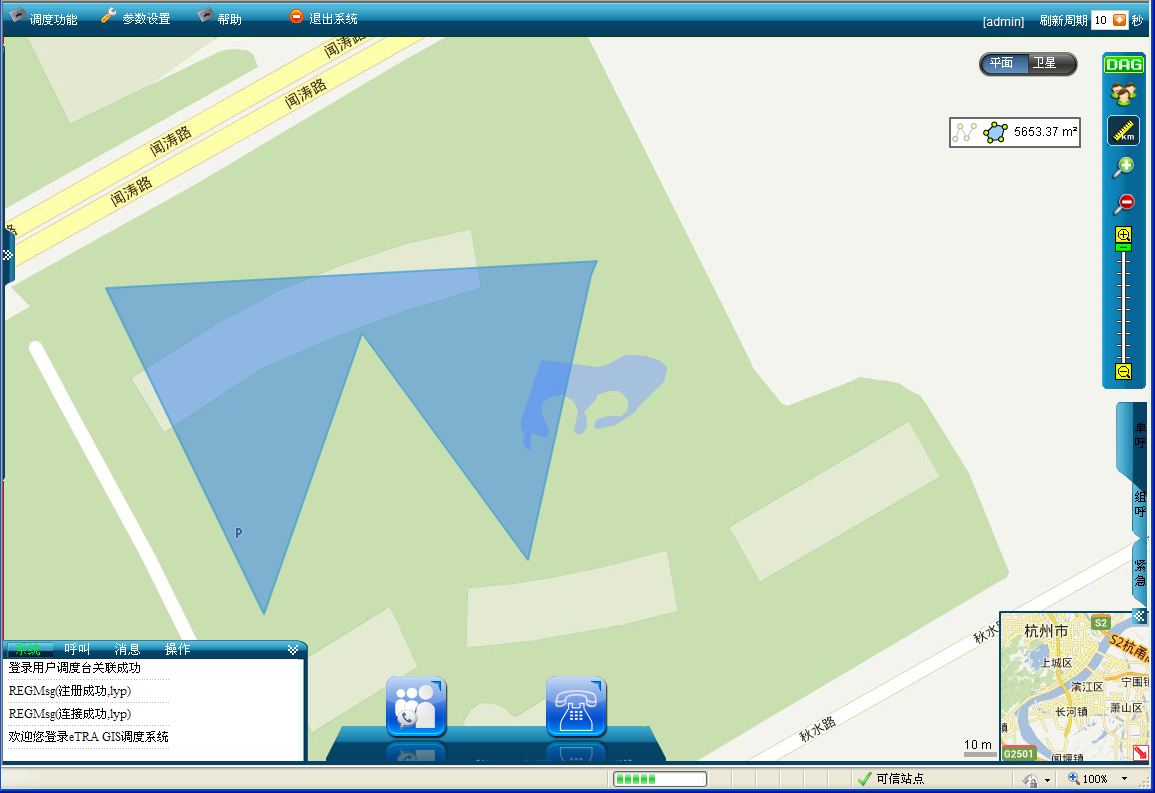 调度功能 参数设置 帮助 退出系统 [admin] 刷新周期 10 秒
平面 卫星
DAG
5653.37 m²
km
闻涛路
闻涛路
闻涛路
闻涛路
路
P
单呼
组呼
紧急
系统 呼叫 消息 操作
登录用户调度台关联成功
REGMsg(注册成功,lyp)
REGMsg(连接成功,lyp)
欢迎您登录eTRA GIS调度系统
秋水路
秋水路
10 m
杭州市
S2
S2杭甬
上城区
滨江区
宁围镇
长河镇
萧山区
镇
G2501
闻堰镇
可信站点
100%